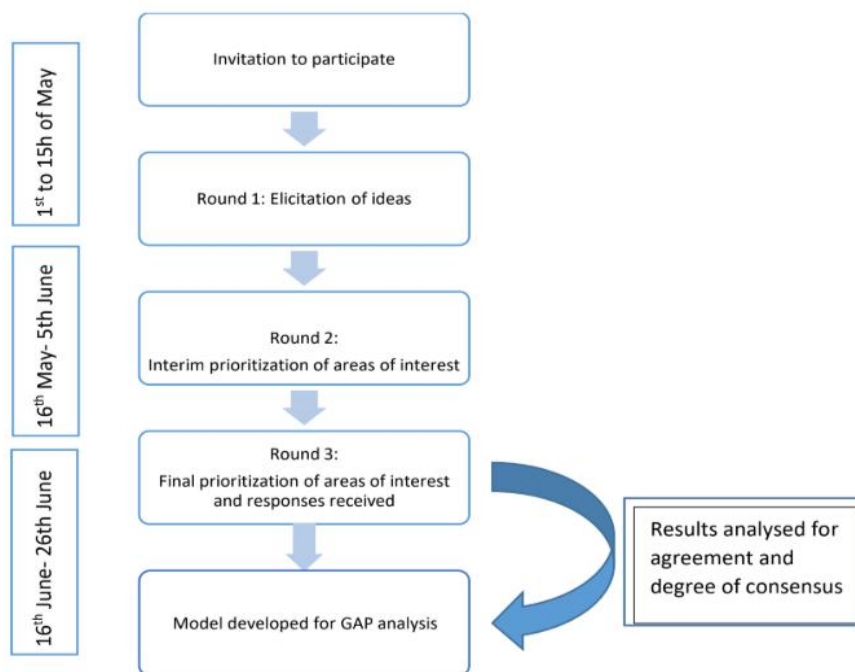 Invitation to participate
1st to 15h of May
Round 1: Elicitation of ideas
16th May- 5th June
Round 2:
Interim prioritization of areas of interest
Round 3:
Final prioritization of areas of interest
and responses received
16th June- 26th June
Results analysed for
agreement and
degree of consensus
Model developed for GAP analysis